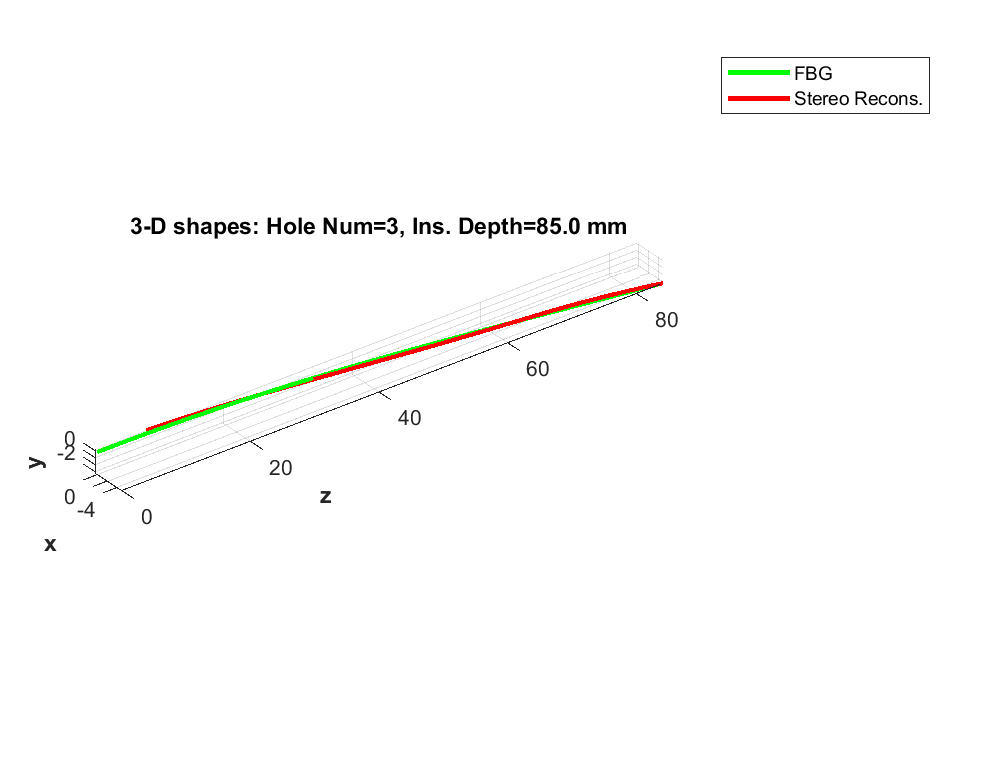 FBG
Stereo Recons.
3-D shapes: Hole Num=3, Ins. Depth=85.0 mm
80
60
40
20
0
0
-2
y
0
-4
x
z